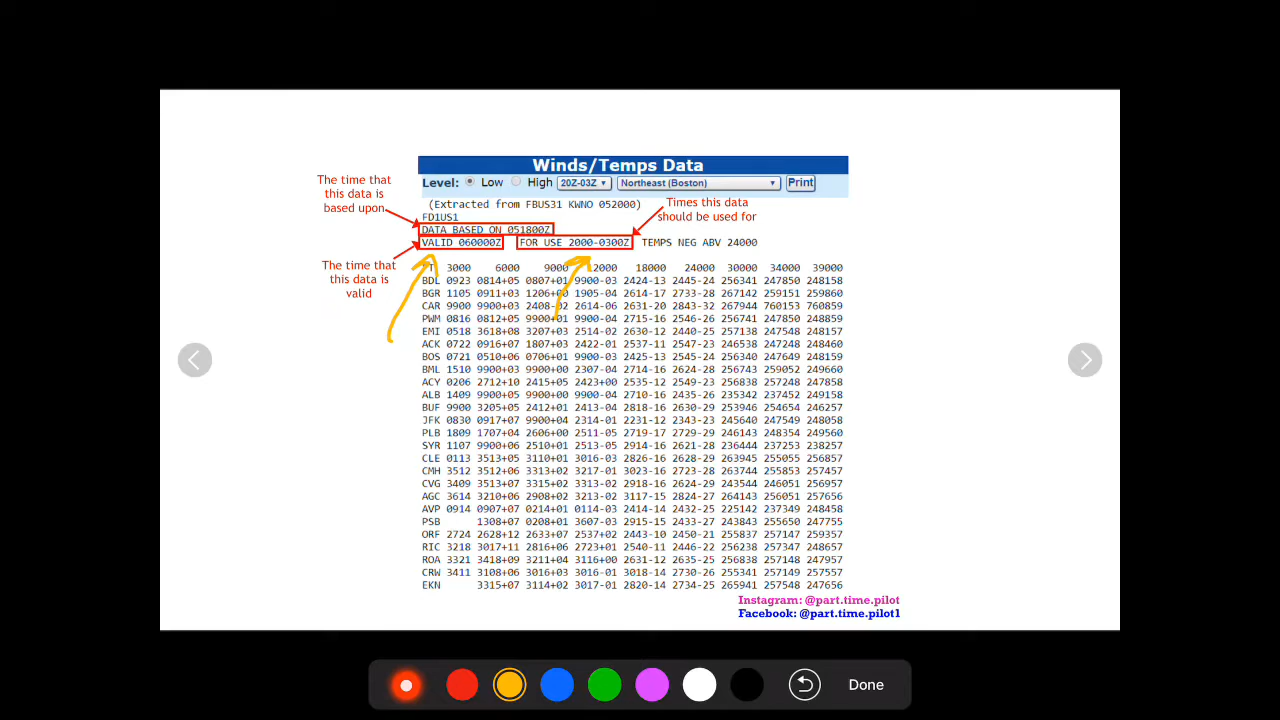 Winds/Temps Data
Level: Low High 20Z-03Z Northeast (Boston) Print
The time that
this data is
based upon
(Extracted from FBUS31 KWNO 052000)
Times this data
should be used for
FD1US1
DATA BASED ON 051800Z
VALID 060000Z FOR USE 2000-0300Z TEMPS NEG ABV 24000
The time that
this data is
valid
3000 6000 9000 12000 18000 24000 30000 34000 39000
BDL 0923 0814+05 0807+01 9900-03 2424-13 2445-24 256341 247850 248158
BGR 1105 0911+03 1206+00 1905-04 2614-17 2733-28 267142 259151 259860
CAR 9900 9900+03 2408-02 2614-06 2631-20 2843-32 267944 760153 760859
PWM 0816 0812+05 9900+01 9900-04 2715-16 2546-26 256741 247850 248859
EMI 0518 3618+08 3207+03 2514-02 2630-12 2440-25 257138 247548 248157
ACK 0722 0916+07 1807+03 2422-01 2537-11 2547-23 246538 247248 248460
BOS 0721 0510+06 0706+01 9900-03 2425-13 2545-24 256340 247649 248159
BML 1510 9900+03 9900+00 2307-04 2714-16 2624-28 256743 259052 249660
ACY 0206 2712+10 2415+05 2423+00 2535-12 2549-23 256838 257248 247858
ALB 1409 9900+05 9900+00 9900-04 2710-16 2435-26 235342 237452 249158
BUF 9900 3205+05 2412+01 2413-04 2818-16 2630-29 253946 254654 246257
JFK 0830 0917+07 9900+04 2314-01 2231-12 2343-23 245640 247549 248058
PLB 1809 1707+04 2606+00 2511-05 2719-17 2729-29 246143 248354 249560
SYR 1107 9900+06 2510+01 2513-05 2914-16 2621-28 236444 237253 238257
CLE 0113 3513+05 3110+01 3016-03 2826-16 2628-29 263945 255055 256857
CMH 3512 3512+06 3313+02 3217-01 3023-16 2723-28 263744 255853 257457
CVG 3409 3513+07 3315+02 3313-02 2918-16 2624-29 243544 246051 256957
AGC 3614 3210+06 2908+02 3213-02 3117-15 2824-27 264143 256051 257656
AVP 0914 0907+07 0214+01 0114-03 2414-14 2432-25 225142 237349 248458
PSB 1308+07 0208+01 3607-03 2915-15 2433-27 243843 255650 247755
ORF 2724 2628+12 2633+07 2537+02 2443-10 2450-21 255837 257147 259357
RIC 3218 3017+11 2816+06 2723+01 2540-11 2446-22 256238 257347 248657
ROA 3321 3418+09 3211+04 3116+00 2631-12 2635-25 256838 257148 247957
CRW 3411 3108+06 3016+03 3016-01 3018-14 2730-26 255341 257149 257557
EKN 3315+07 3114+02 3017-01 2820-14 2734-25 265941 257548 247656
Instagram: @part.time.pilot
Facebook: @part.time.pilot1
Done